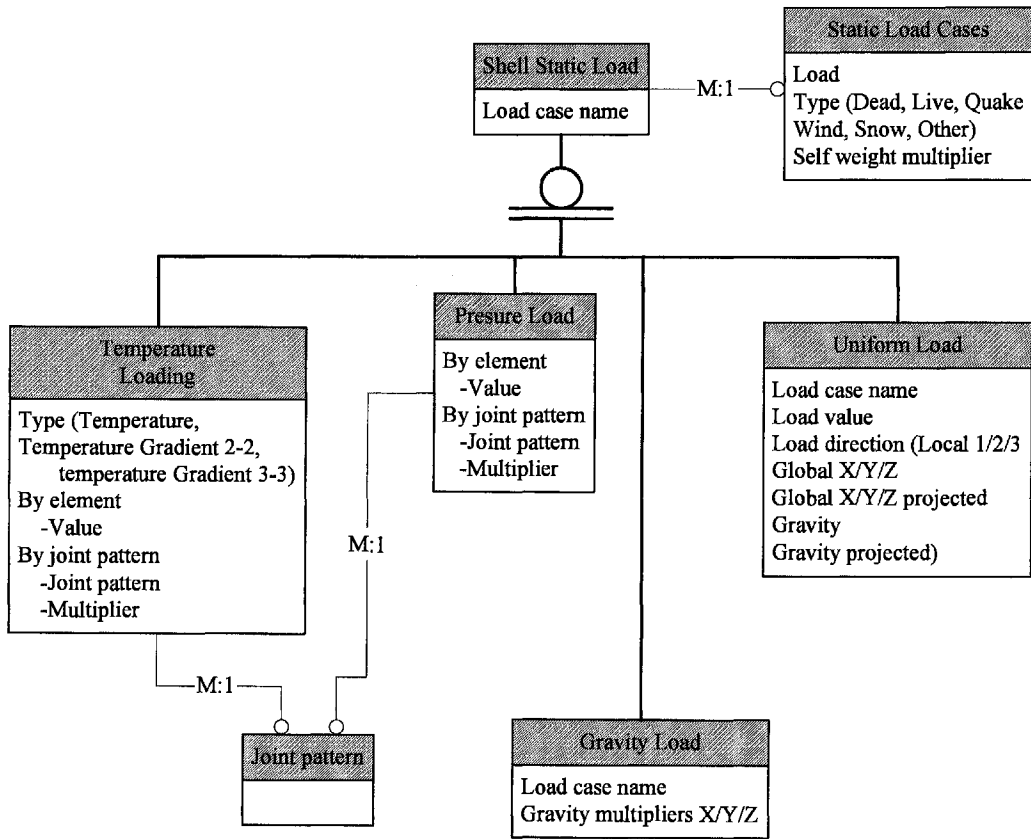 Static Load Cases
Load
Type (Dead, Live, Quake
Wind, Snow, Other)
Self weight multiplier
Shell Static Load
Load case name
M:1
Temperature
Loading
Type (Temperature,
Temperature Gradient 2-2,
temperature Gradient 3-3)
By element
-Value
By joint pattern
-Joint pattern
-Multiplier
Presure Load
By element
-Value
By joint pattern
-Joint pattern
-Multiplier
Uniform Load
Load case name
Load value
Load direction (Local 1/2/3
Global X/Y/Z
Global X/Y/Z projected
Gravity
Gravity projected)
M:1
M:1
Joint pattern
Gravity Load
Load case name
Gravity multipliers X/Y/Z